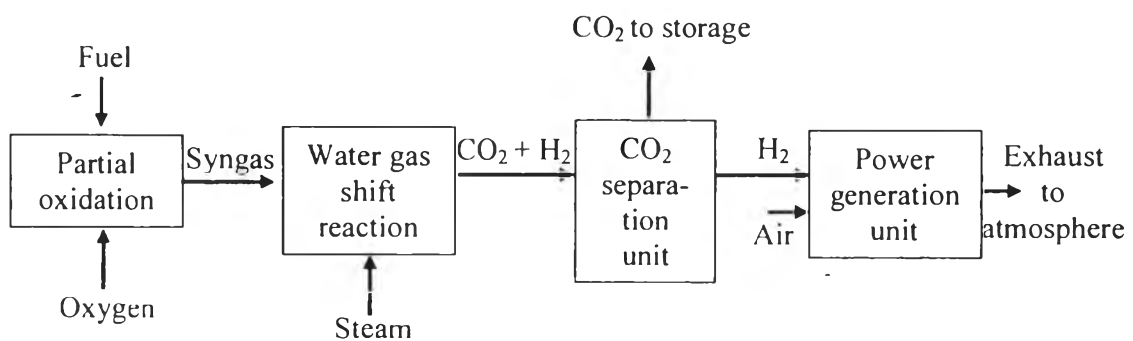 CO₂ to storage
Fuel
Partial
oxidation
Oxygen
Syngas
Water gas
shift
reaction
Steam
CO₂ + H₂
CO₂
separa-
tion
unit
H₂
Air
Power
generation
unit
Exhaust
to
atmosphere